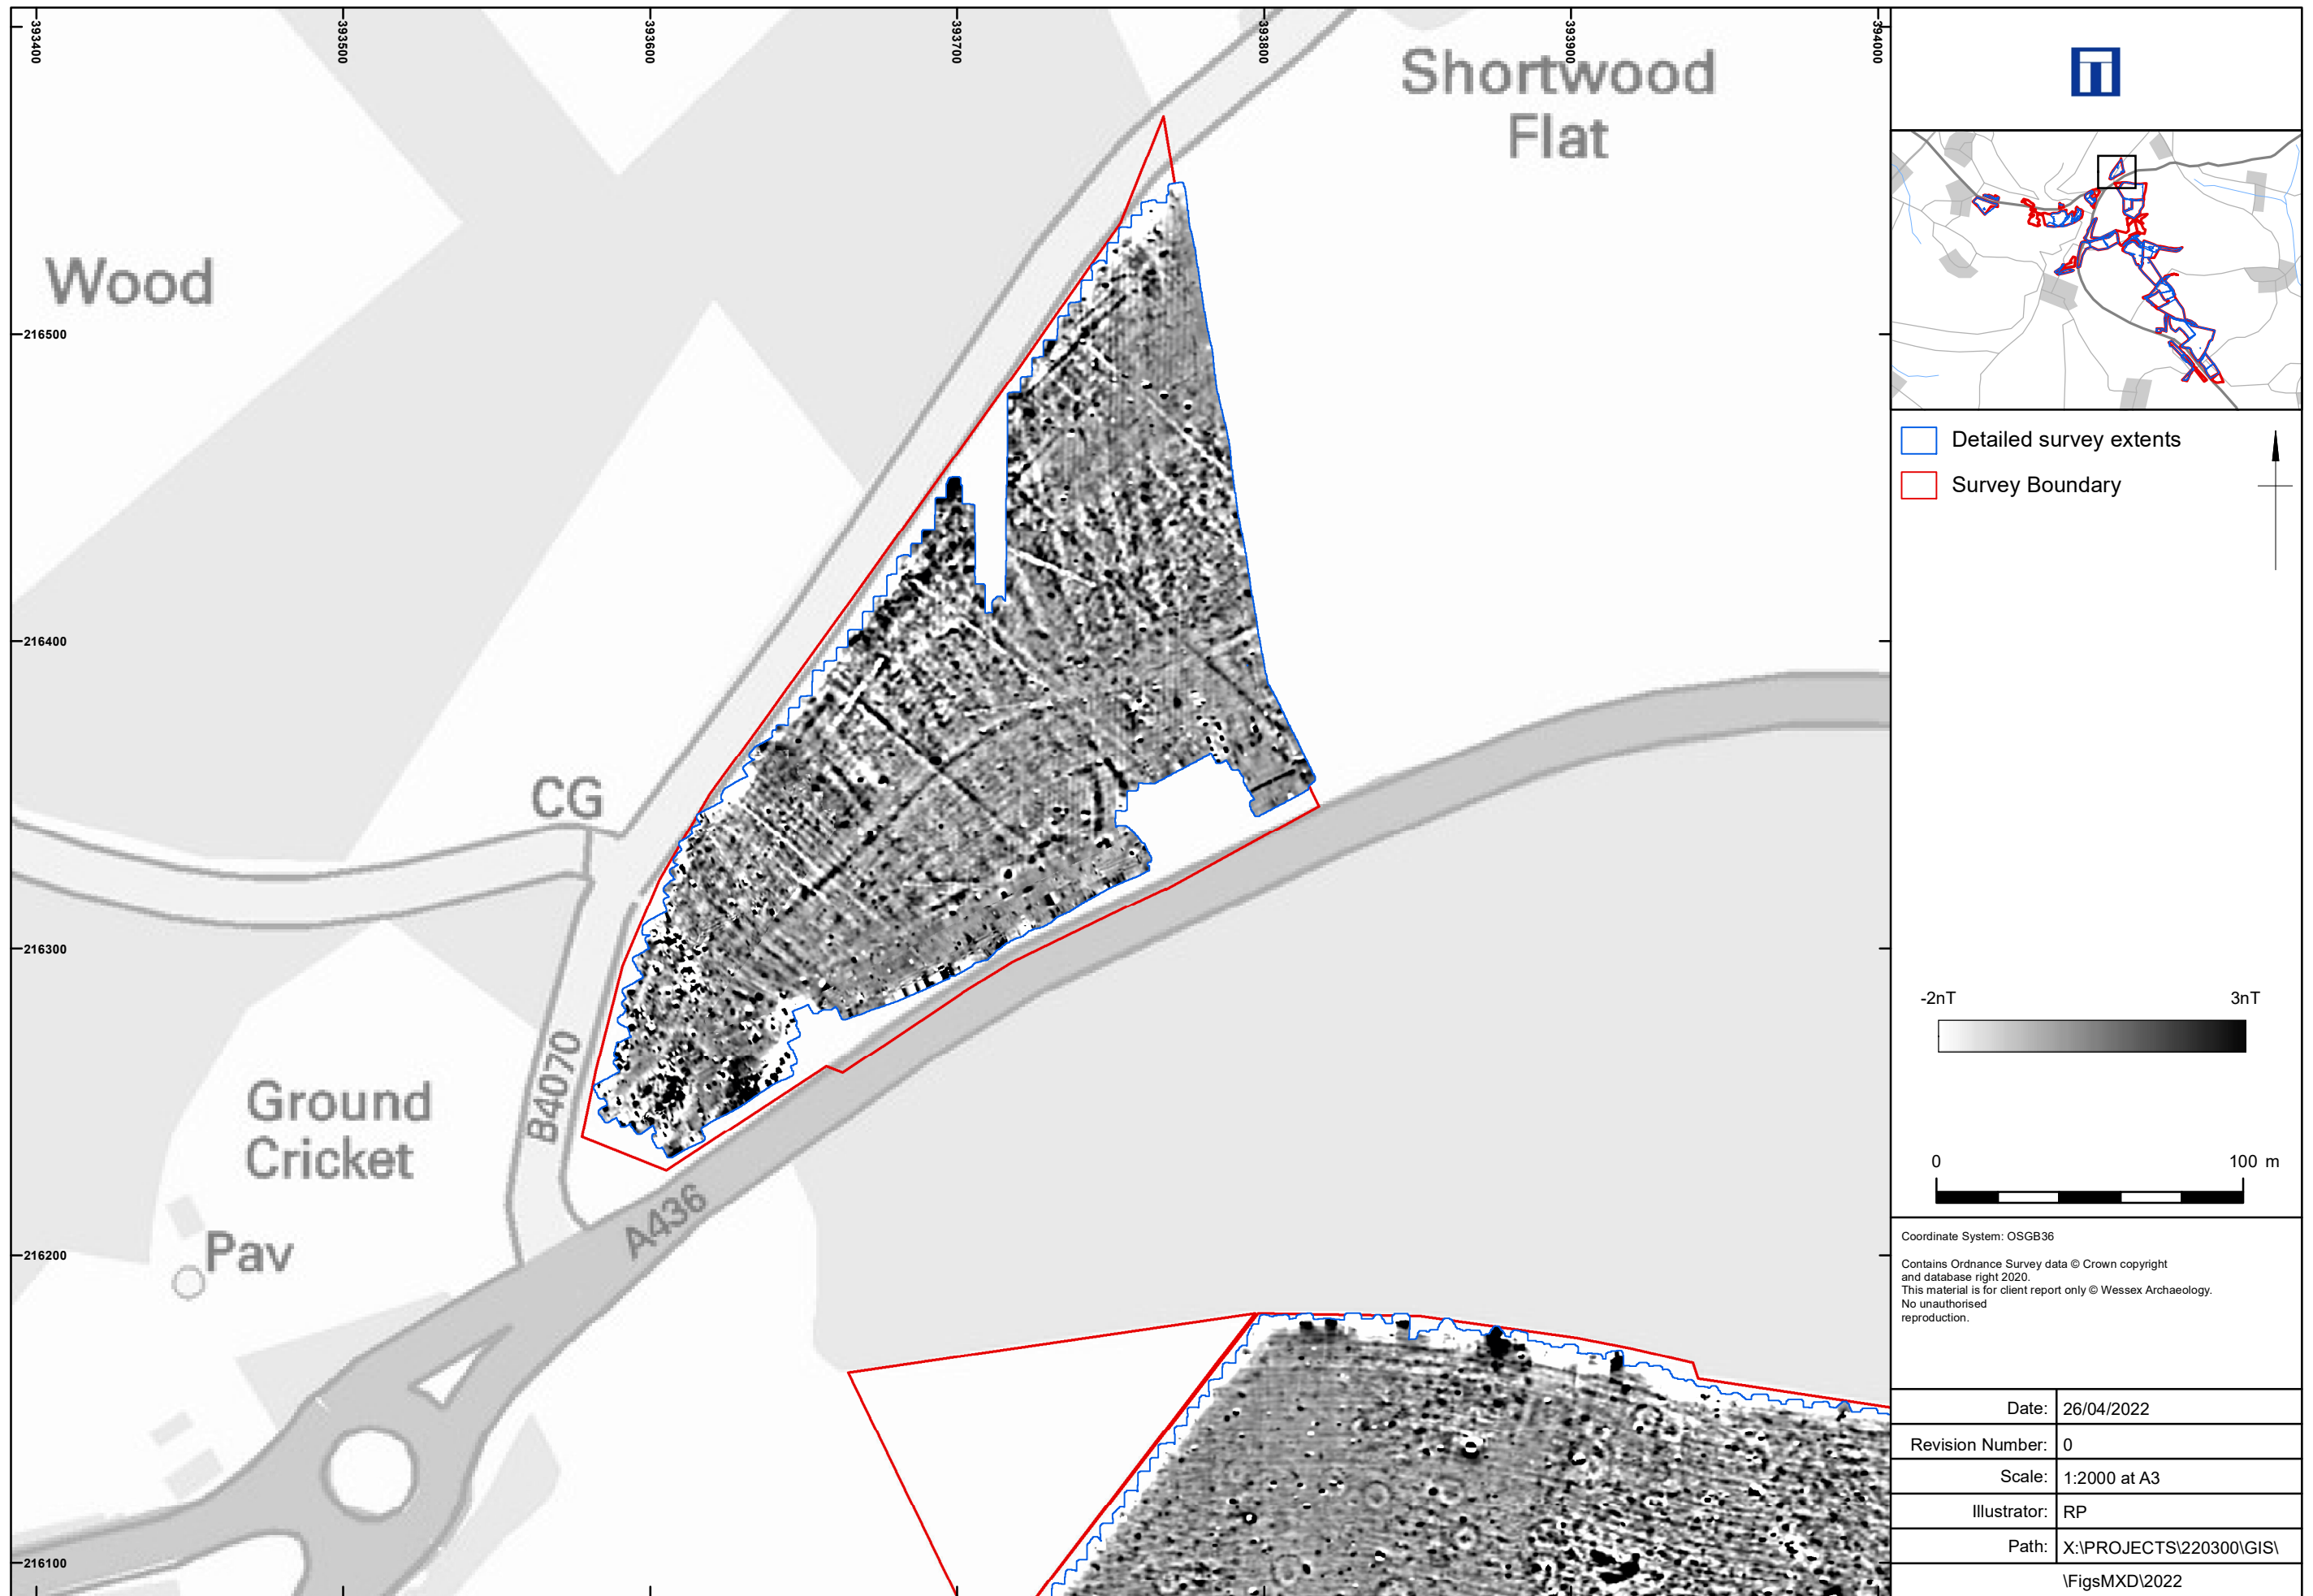 393400
393500
393600
393700
393800
393900
394000
Shortwood
Flat
Wood
216500
216400
CG
216300
B4070
Ground
Cricket
A436
Pav
216200
216100
Detailed survey extents
Survey Boundary
-2nT 3nT
0 100 m
Coordinate System: OSGB36
Contains Ordnance Survey data © Crown copyright
and database right 2020.
This material is for client report only © Wessex Archaeology.
No unauthorised
reproduction.
Date: 26/04/2022
Revision Number: 0
Scale: 1:2000 at A3
Illustrator: RP
Path: X:\PROJECTS\220300\GIS\
\FigsMXD\2022